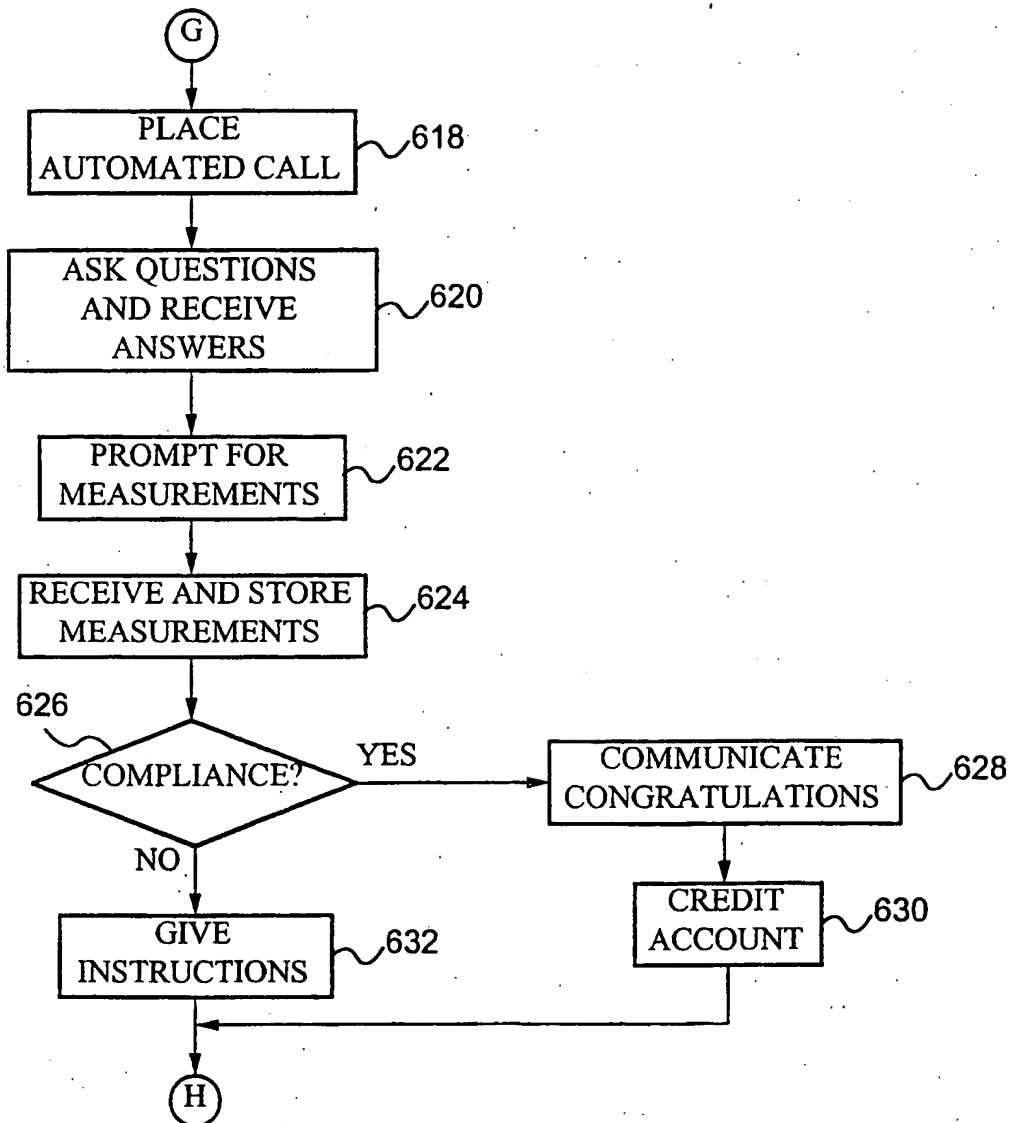 G
PLACE
AUTOMATED CALL
618
ASK QUESTIONS
AND RECEIVE
ANSWERS
620
PROMPT FOR
MEASUREMENTS
622
RECEIVE AND STORE
MEASUREMENTS
624
626
COMPLIANCE?
YES
COMMUNICATE
CONGRATULATIONS
628
NO
CREDIT
ACCOUNT
630
GIVE
INSTRUCTIONS
632
H